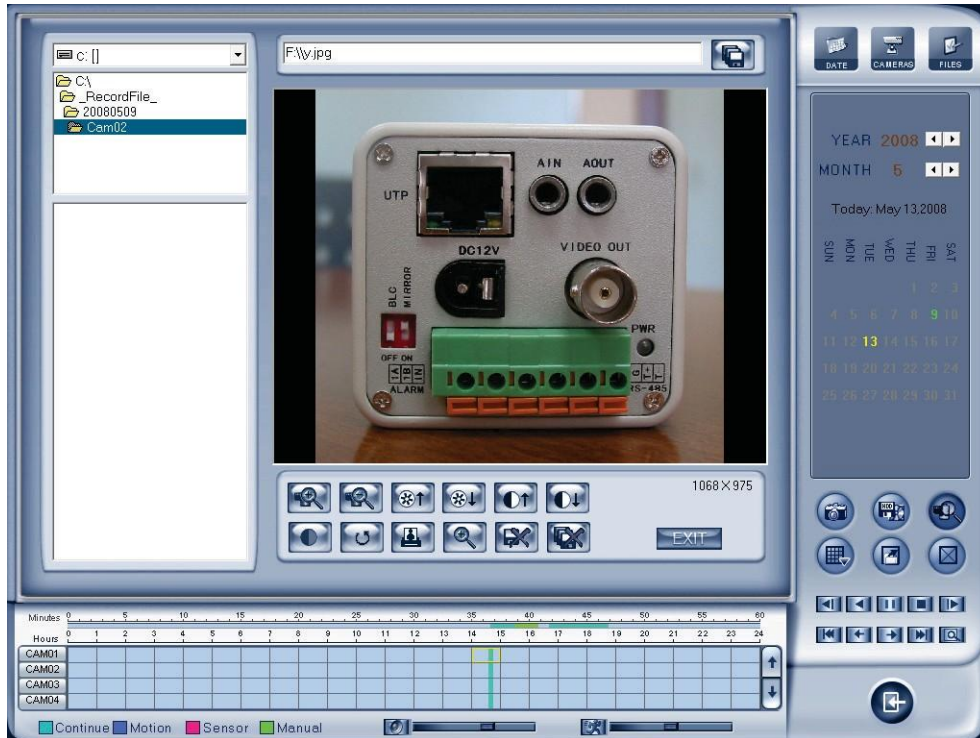 C: []
C:\
_RecordFile_
20080509
Cam02
F:\\y.jpg
UTP
AIN AOUT
DC12V
VIDEO OUT
BLC
MIRROR
OFF ON
1A
1B
IN
ALARM
PWR
G
T+
T-
RS-485
1068×975
EXIT
DATE CAMERAS FILES
YEAR 2008
MONTH 5
Today: May 13,2008
SUN MON TUE WED THU FRI SAT
1 2 3
4 5 6 7 8 9 10
11 12 13 14 15 16 17
18 19 20 21 22 23 24
25 26 27 28 29 30 31
HDD
Minutes 0 5 10 15 20 25 30 35 40 45 50 55 60
Hours 0 1 2 3 4 5 6 7 8 9 10 11 12 13 14 15 16 17 18 19 20 21 22 23 24
CAM01
CAM02
CAM03
CAM04
Continue Motion Sensor Manual